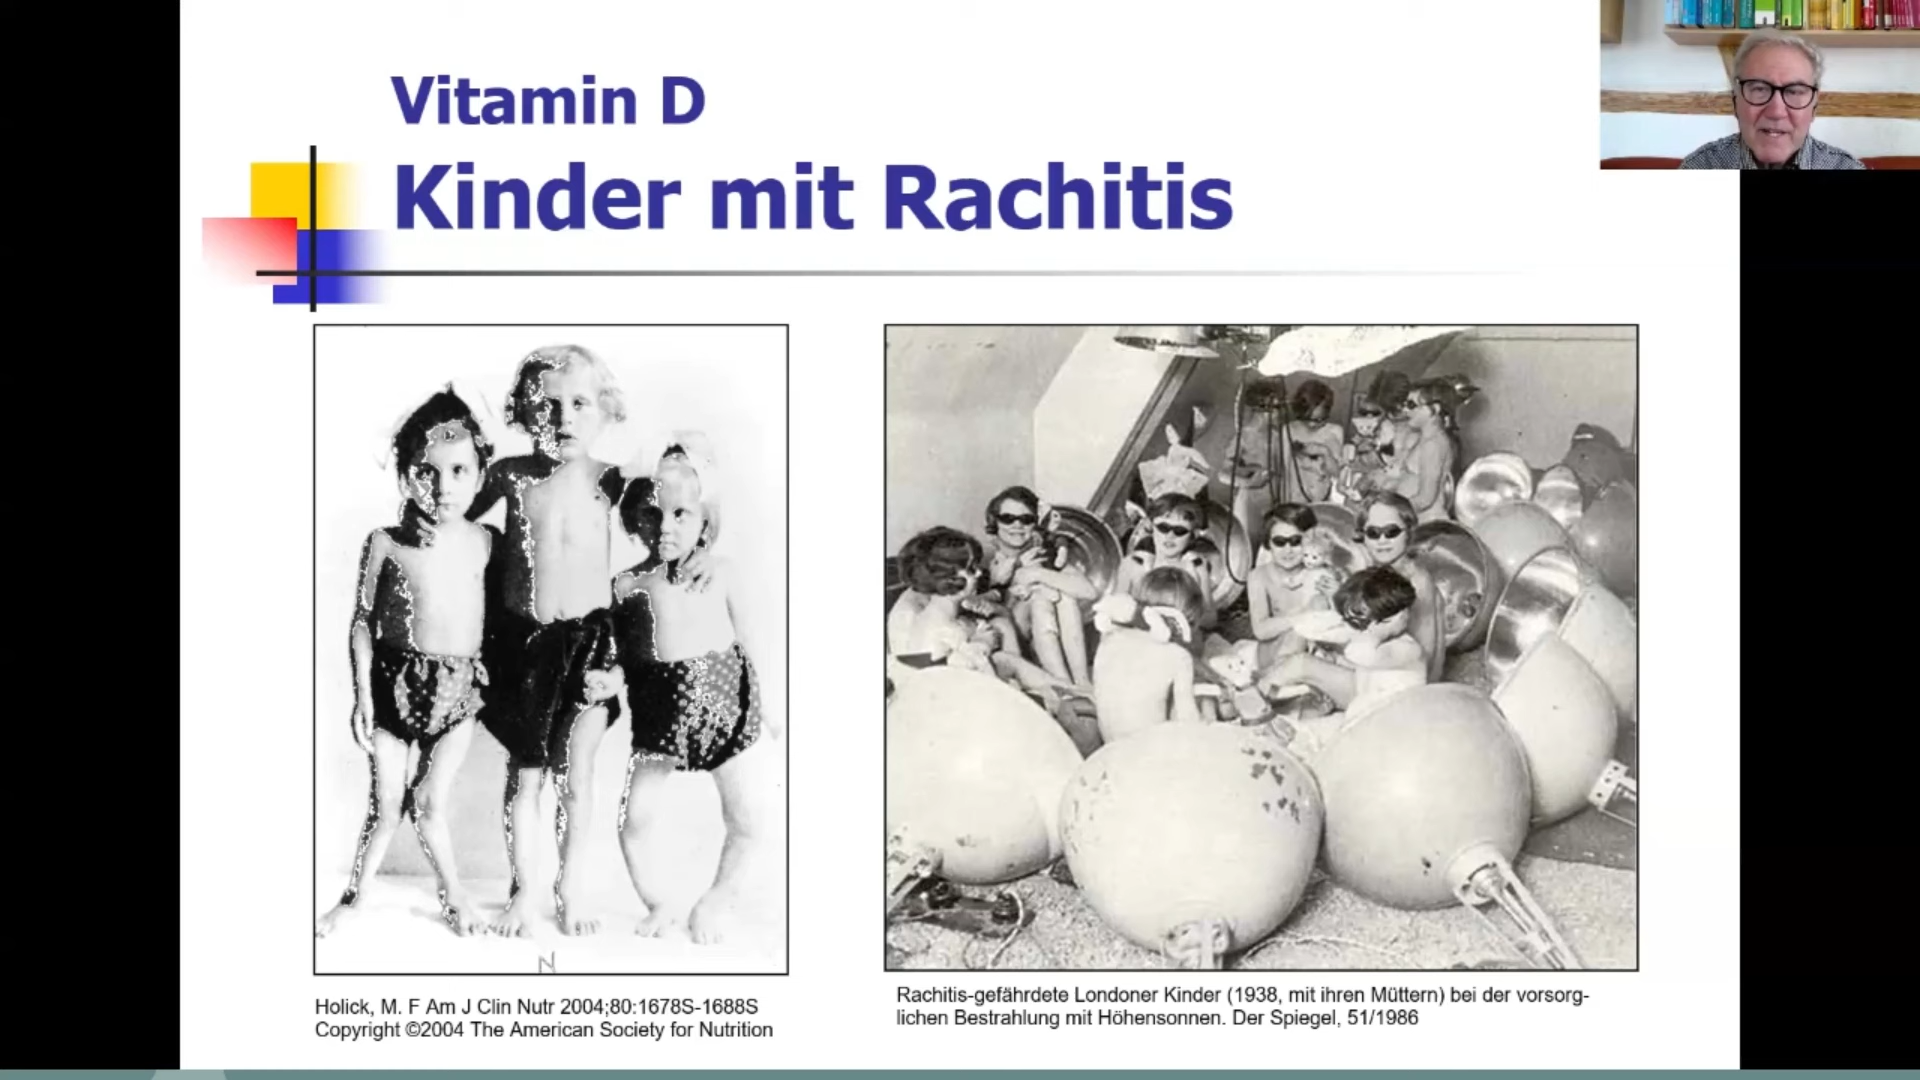 Vitamin D
Kinder mit Rachitis
N
Holick, M. F Am J Clin Nutr 2004;80:1678S-1688S
Copyright ©2004 The American Society for Nutrition
Rachitis-gefährdete Londoner Kinder (1938, mit ihren Müttern) bei der vorsorg-
lichen Bestrahlung mit Höhensonnen. Der Spiegel, 51/1986